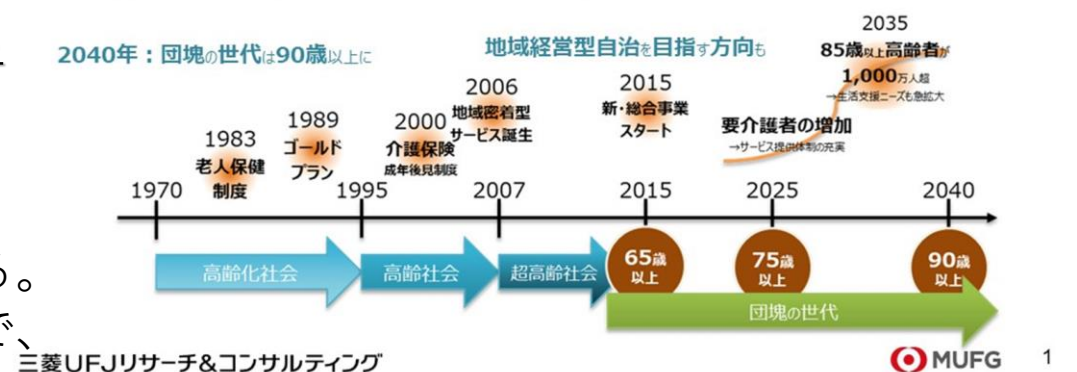 2040年：団塊の世代は90歳以上に
地域経営型自治を目指す方向も
2035
85歳以上高齢者が
1,000万人超
→生活支援ニーズも急拡大
2015
新・総合事業
スタート
2006
地域密着型
サービス誕生
要介護者の増加
→サービス提供体制の充実
1989
ゴールド
プラン
2000
介護保険
成年後見制度
1983
老人保健
制度
1970
1995
2007
2015
2025
2040
高齢化社会
高齢社会
超高齢社会
65歳
以上
75歳
以上
90歳
以上
団塊の世代
る。
で、
三菱UFJリサーチ&コンサルティング
MUFG
1